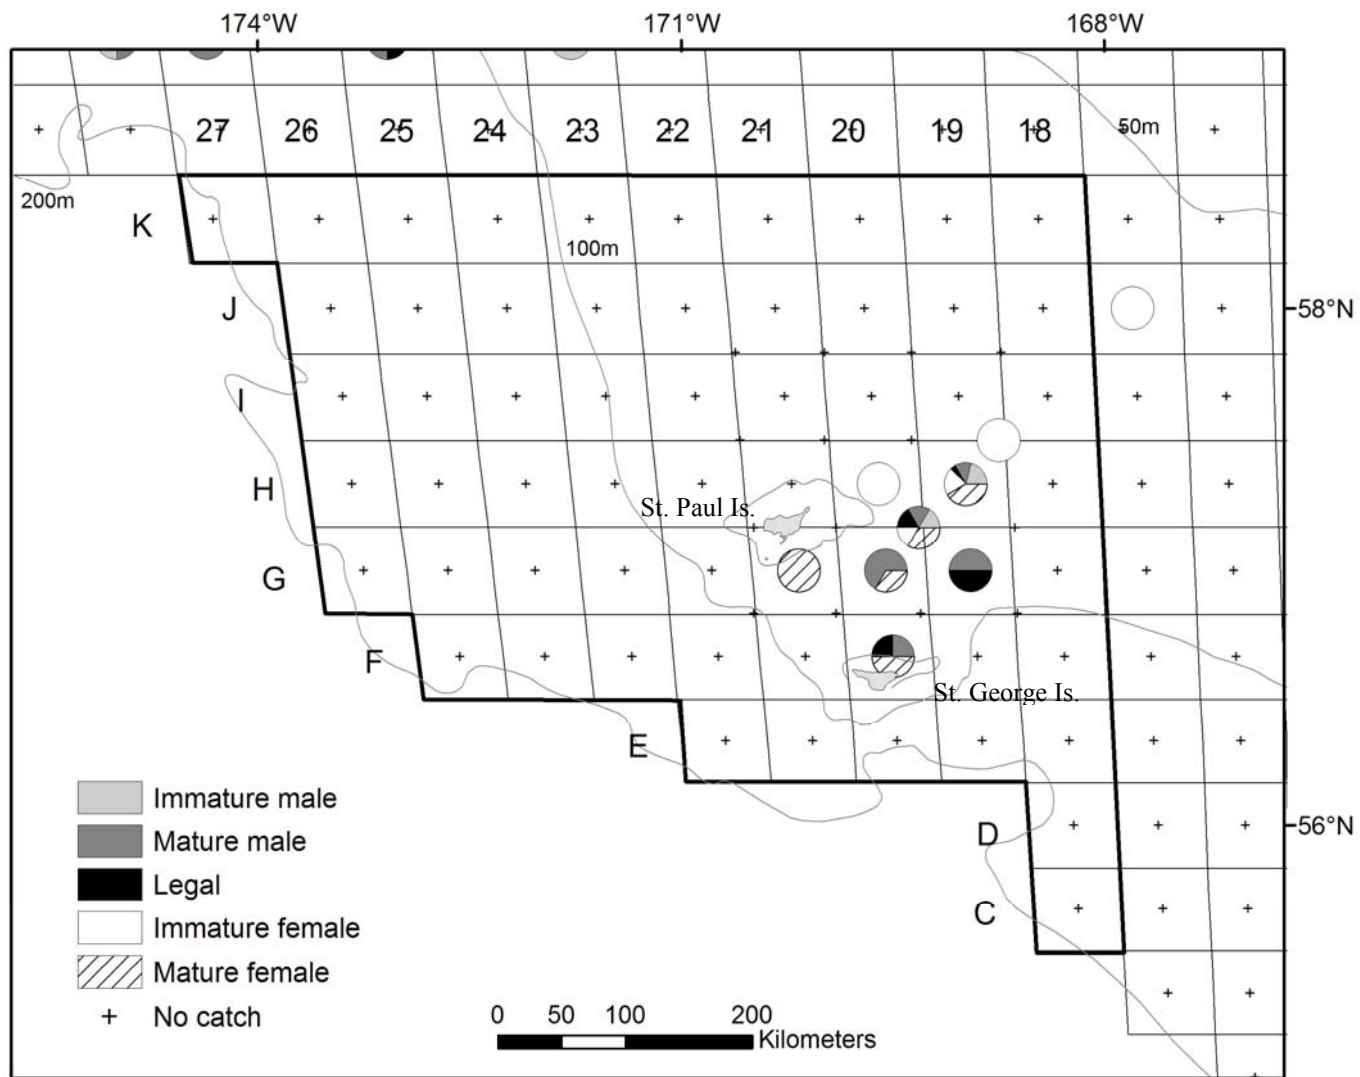 174°W 171°W 168°W
27 26 25 24 23 22 21 20 19 18 50m
200m
K
100m
J
58°N
I
H
St. Paul Is.
G
F
St. George Is.
E
Immature male
Mature male
Legal
Immature female
Mature female
+ No catch
D
56°N
C
0 50 100 200
Kilometers